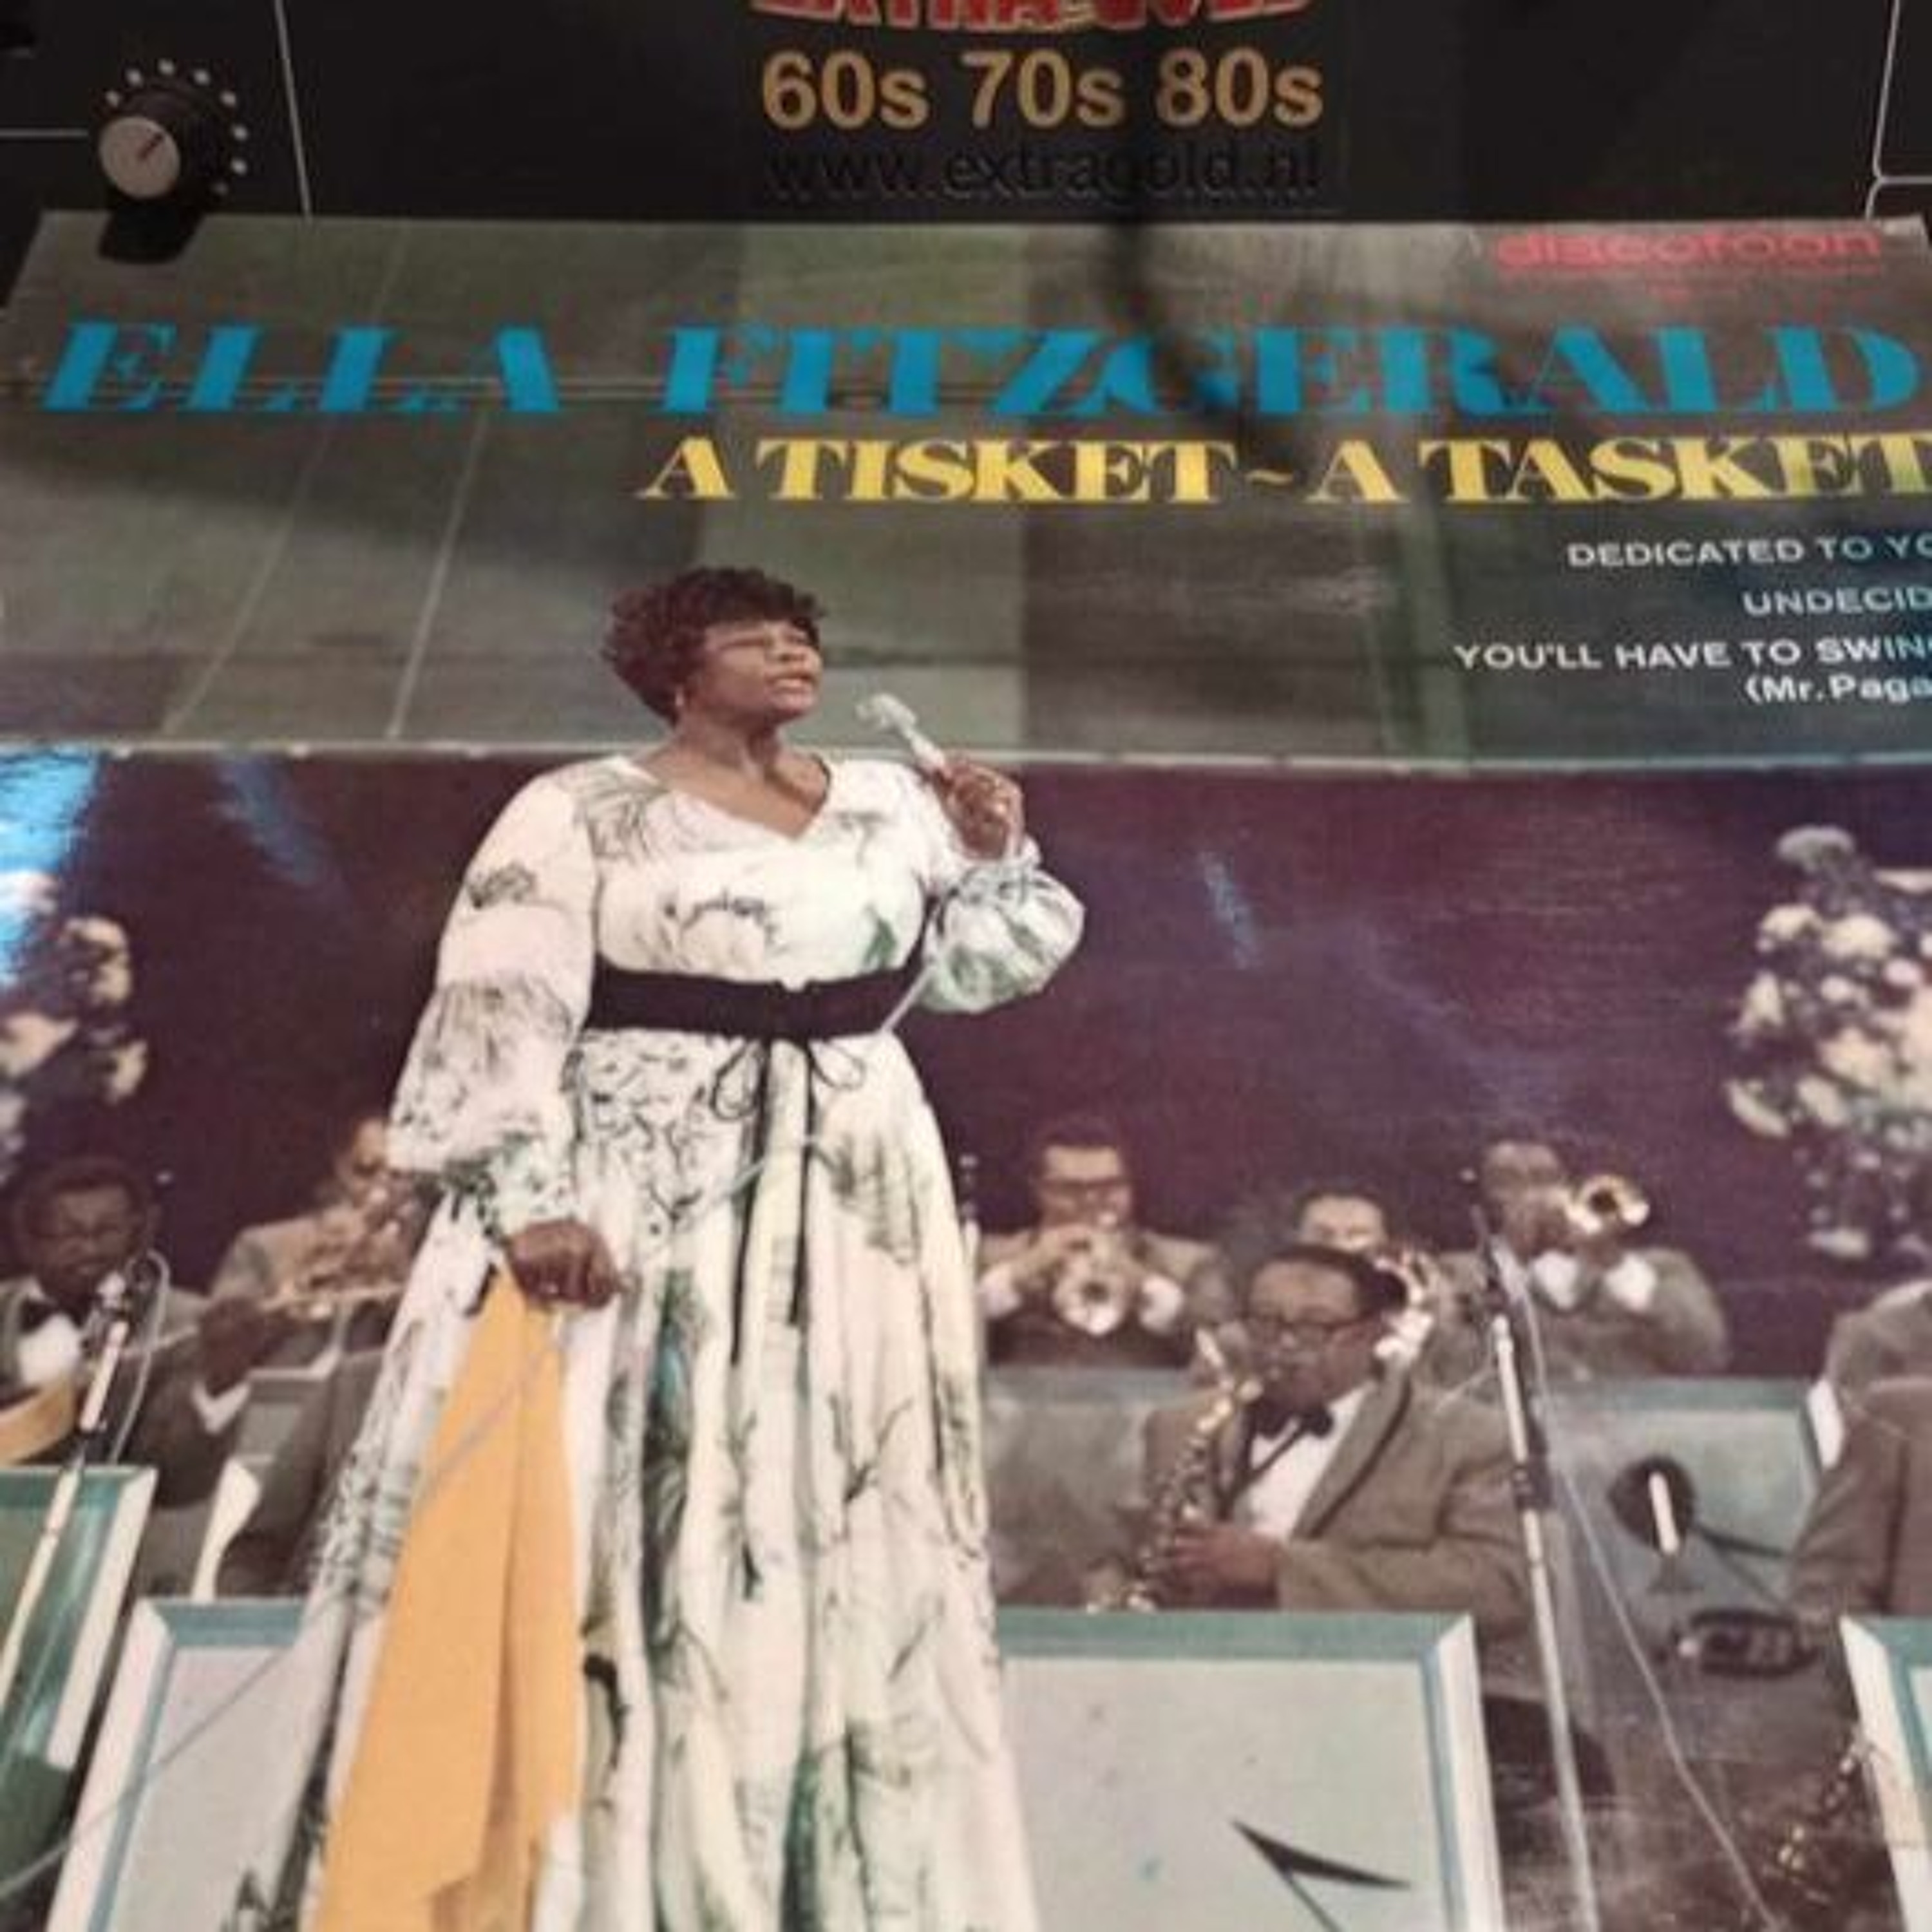 60s 70s 80s
www.extragold.nl
discofoon
ELLA FITZGERALD
A TISKET ~ A TASKET
DEDICATED TO YO
UNDECID
YOU'LL HAVE TO SWIN
(Mr. Paga